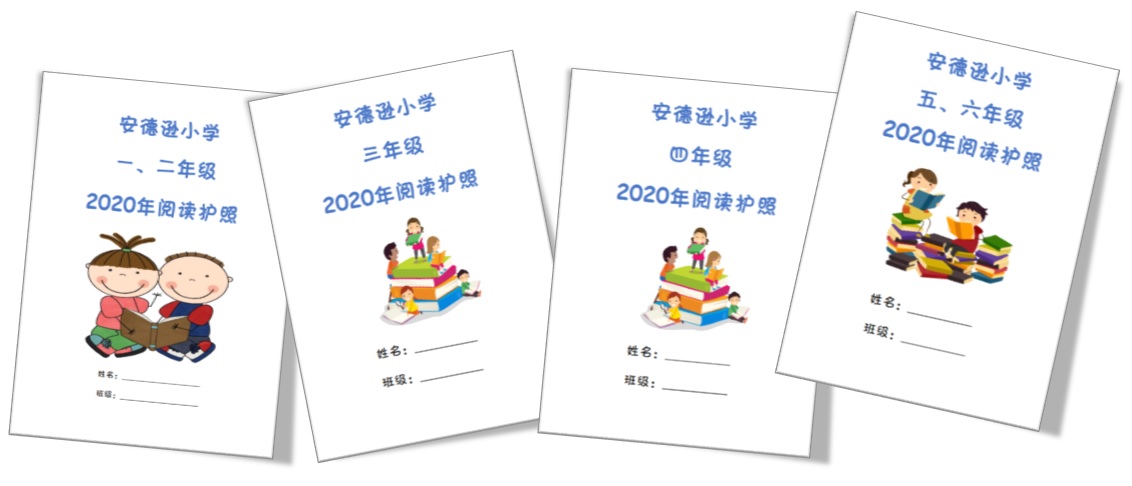 安德逊小学
一、二年级
2020年阅读护照
姓名：
班级：
安德逊小学
三年级
2020年阅读护照
姓名：
班级：
安德逊小学
四年级
2020年阅读护照
姓名：
班级：
安德逊小学
五、六年级
2020年阅读护照
姓名：
班级：